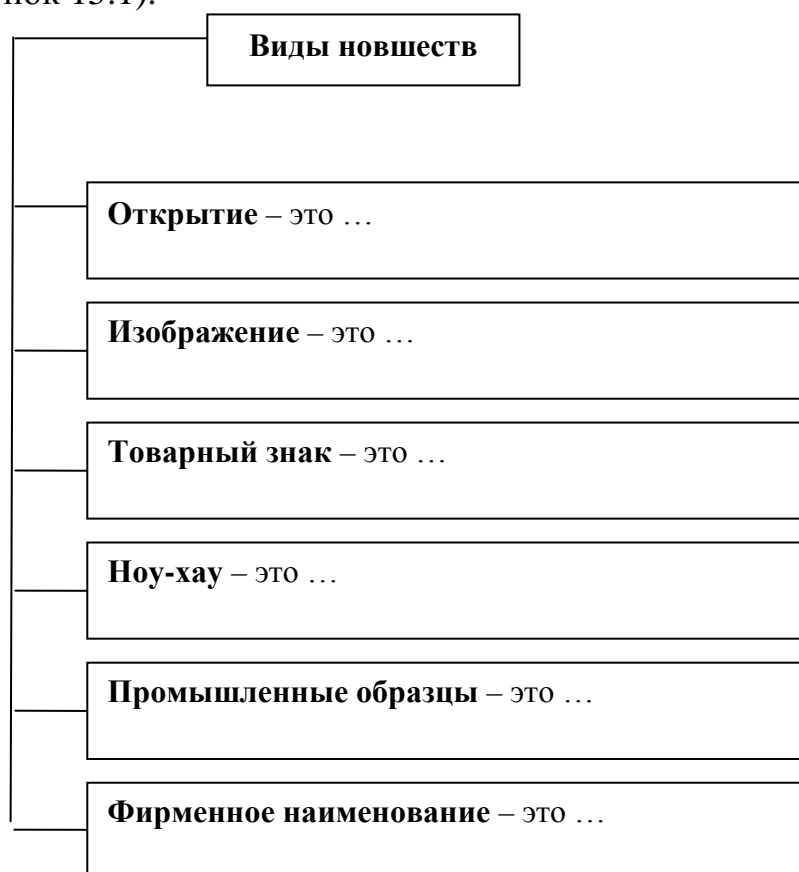 Виды новшеств
Открытие – это …
Изображение – это …
Товарный знак – это …
Ноу-хау – это …
Промышленные образцы – это …
Фирменное наименование – это …